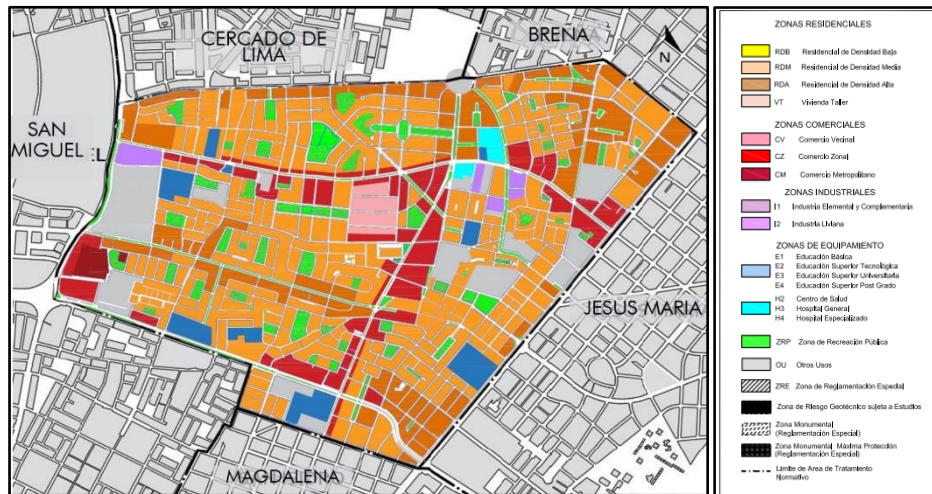 CERCADO DE
LIMA
BREÑA
N
SAN
MIGUEL
JESUS MARIA
MAGDALENA
ZONAS RESIDENCIALES
RDB Residencial de Densidad Baja
RDM Residencial de Densidad Media
RDA Residencial de Densidad Alta
VT Vivienda Taller
ZONAS COMERCIALES
CV Comercio Vecinal
CZ Comercio Zonal
CM Comercio Metropolitano
ZONAS INDUSTRIALES
I1 Industria Elemental y Complementaria
I2 Industria Liviana
ZONAS DE EQUIPAMIENTO
E1 Educación Básica
E2 Educación Superior Tecnológica
E3 Educación Superior Universitaria
E4 Educación Superior Post Grado
H2 Centro de Salud
H3 Hospital General
H4 Hospital Especializado
ZRP Zona de Recreación Pública
OU Otros Usos
ZRE Zona de Reglamentación Espedial
Zona de Riesgo Geotécnico sujeta a Estudios
Zona Monumental
(Reglamentación Especial)
Zona Monumental Máxima Protección
(Reglamentación Especial)
Límite de Area de Tratamiento
Normativo